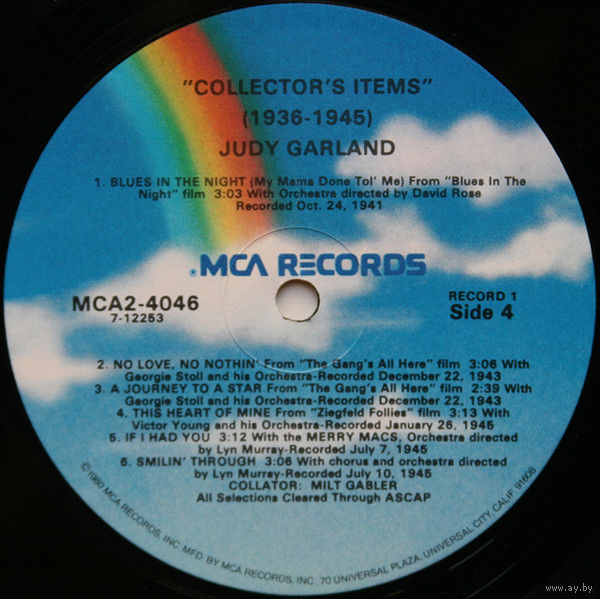 "COLLECTOR'S ITEMS"
(1936-1945)
JUDY GARLAND
1. BLUES IN THE NIGHT (My Mama Done Tol' Me) From "Blues In The
Night" film 3:03 With Orchestra directed by David Rose
Recorded Oct. 24, 1941
®MCA RECORDS
MCA2-4046
7-12253
RECORD 1
Side 4
2. NO LOVE, NO NOTHIN' From "The Gang's All Here" film 3:06 With
Georgie Stoll and his Orchestra-Recorded December 22, 1943
3. A JOURNEY TO A STAR From "The Gang's All Here" film 2:39 With
Georgie Stoll and his Orchestra-Recorded December 22, 1943
4. THIS HEART OF MINE From "Ziegfeld Follies" film 3:13 With
Victor Young and his Orchestra-Recorded January 26, 1945
5. IF I HAD YOU 3:12 With the MERRY MACS, Orchestra directed
by Lyn Murray-Recorded July 7, 1945
6. SMILIN' THROUGH 3:06 With chorus and orchestra directed
by Lyn Murray-Recorded July 10, 1945
COLLATOR: MILT GABLER
All Selections Cleared Through ASCAP
©1980 MCA RECORDS, INC. MFD. BY MCA RECORDS, INC., 70 UNIVERSAL PLAZA, UNIVERSAL CITY, CALIF. 91608
www.ay.by